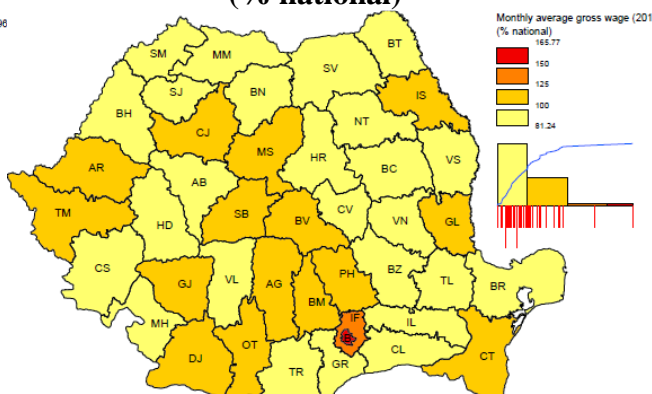 (% national)
96
Monthly average gross wage (201
(% national)
165.77
150
125
100
81.24
BT
SM
MM
SV
SJ
BN
IS
BH
NT
CJ
MS
HR
VS
AR
BC
AB
TM
SB
BV
CV
VN
GL
HD
CS
PH
BZ
TL
BR
GJ
VL
AG
BM
MH
IF
IL
OT
CL
CT
DJ
GR
TR